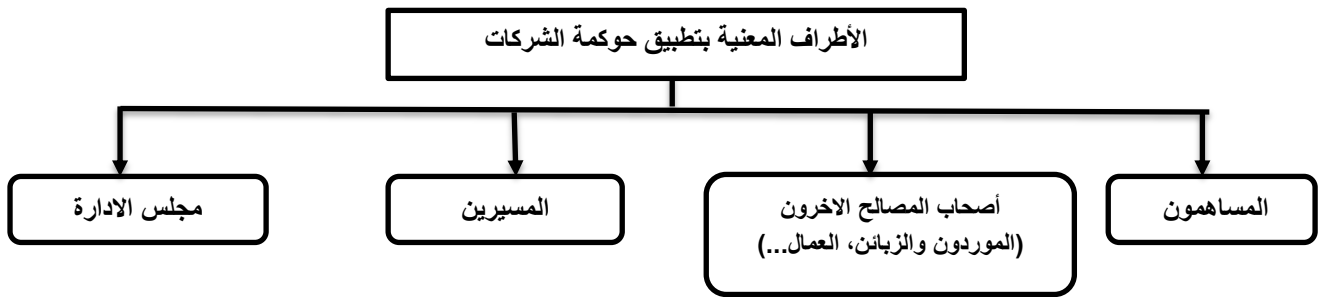 الأطراف المعنية بتطبيق حوكمة الشركات
المساهمون
أصحاب المصالح الاخرون
(الموردون والزبائن، العمال...)
المسيرين
مجلس الادارة